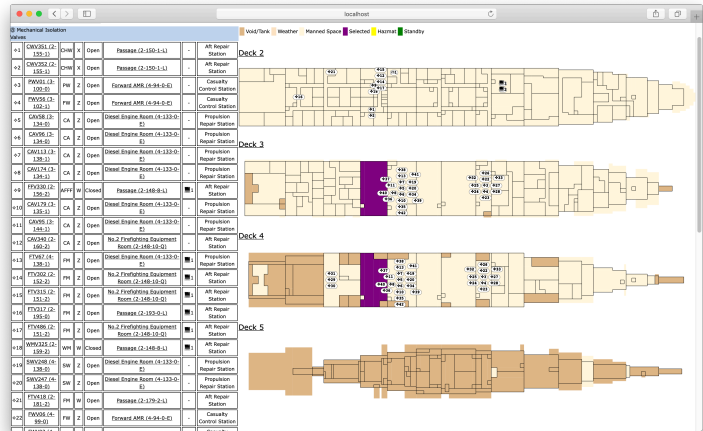 localhost
Mechanical Isolation
Valves
Void/Tank Weather Manned Space Selected Hazmat Standby
÷1 CWV351 (2-155-1) CHW X Open Passage (2-150-1-L) - Aft Repair Station
÷2 CWV352 (2-155-1) CHW X Open Passage (2-150-1-L) - Aft Repair Station
÷3 PWV01 (3-100-0) PW Z Open Forward AMR (4-94-0-E) - Casualty Control Station
÷4 PWV56 (3-102-1) PW Z Open Forward AMR (4-94-0-E) - Casualty Control Station
÷5 CAV58 (3-134-0) CA Z Open Diesel Engine Room (4-133-0-E) - Propulsion Repair Station
÷6 CAV96 (3-134-0) CA Z Open Diesel Engine Room (4-133-0-E) - Propulsion Repair Station
÷7 CAV113 (3-138-1) CA Z Open Diesel Engine Room (4-133-0-E) - Propulsion Repair Station
÷8 CAV174 (3-134-1) CA Z Open Diesel Engine Room (4-133-0-E) - Propulsion Repair Station
÷9 FFV330 (2-156-2) AFFF W Closed Passage (2-148-8-L) 1 Aft Repair Station
÷10 CAV179 (3-135-1) CA Z Open Diesel Engine Room (4-133-0-E) - Propulsion Repair Station
÷11 CAV95 (3-144-1) CA Z Open Diesel Engine Room (4-133-0-E) - Propulsion Repair Station
÷12 CAV340 (2-160-2) CA Z Open No.2 Firefighting Equipment Room (2-148-10-Q) - Aft Repair Station
÷13 FTV67 (4-138-1) FM Z Open Diesel Engine Room (4-133-0-E) 1 Propulsion Repair Station
÷14 FTV302 (2-152-2) FM Z Open No.2 Firefighting Equipment Room (2-148-10-Q) 1 Aft Repair Station
÷15 FTV315 (2-151-2) FM Z Open No.2 Firefighting Equipment Room (2-148-10-Q) 1 Aft Repair Station
÷16 FTV317 (2-195-0) FM Z Open Passage (2-193-0-L) 1 Aft Repair Station
÷17 FTV486 (2-151-2) FM W Open No.2 Firefighting Equipment Room (2-148-10-Q) 1 Aft Repair Station
÷18 WMV325 (2-159-2) WM W Closed Passage (2-148-8-L) - Aft Repair Station
÷19 SWV248 (4-138-0) SW Z Open Diesel Engine Room (4-133-0-E) - Propulsion Repair Station
÷20 SWV247 (4-138-0) SW Z Open Diesel Engine Room (4-133-0-E) - Propulsion Repair Station
÷21 FTV418 (2-181-2) FM W Open Passage (2-179-2-L) 1 Aft Repair Station
÷22 FWV06 (4-99-0) FW Z Open Forward AMR (4-94-0-E) - Casualty Control Station
Deck 2
Deck 3
Deck 4
Deck 5